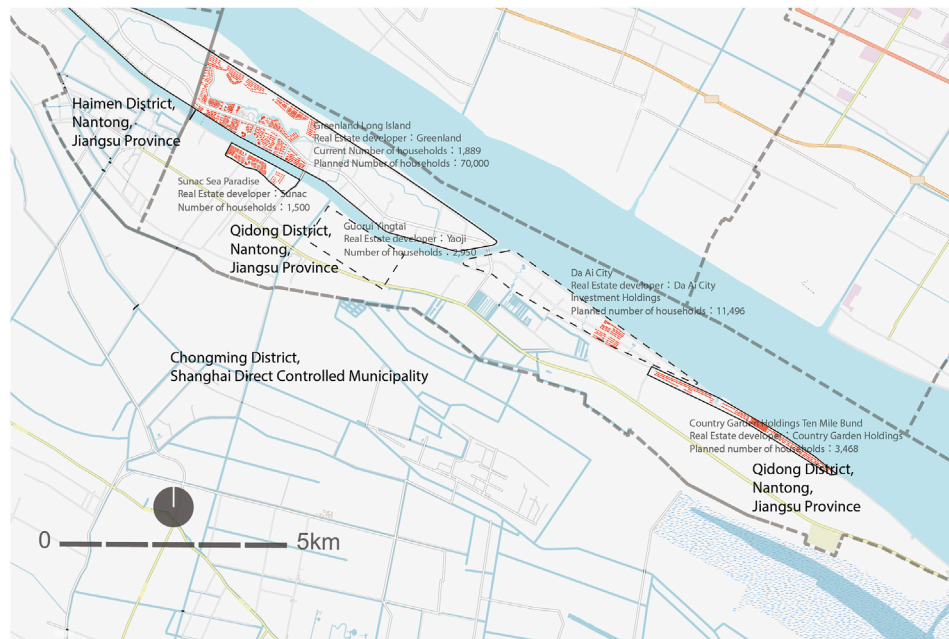 Haimen District,
Nantong,
Jiangsu Province
Greenland Long Island
Real Estate developer：Greenland
Current Number of households：1,889
Planned Number of households：70,000
Sunac Sea Paradise
Real Estate developer：Sunac
Number of households：1,500
Qidong District,
Nantong,
Jiangsu Province
Guorui Yingtai
Real Estate developer：Yaoji
Number of households：2,950
Da Ai City
Real Estate developer：Da Ai City
Investment Holdings
Planned number of households：11,496
Chongming District,
Shanghai Direct Controlled Municipality
Country Garden Holdings Ten Mile Bund
Real Estate developer：Country Garden Holdings
Planned number of households：3,468
Qidong District,
Nantong,
Jiangsu Province
0 5km